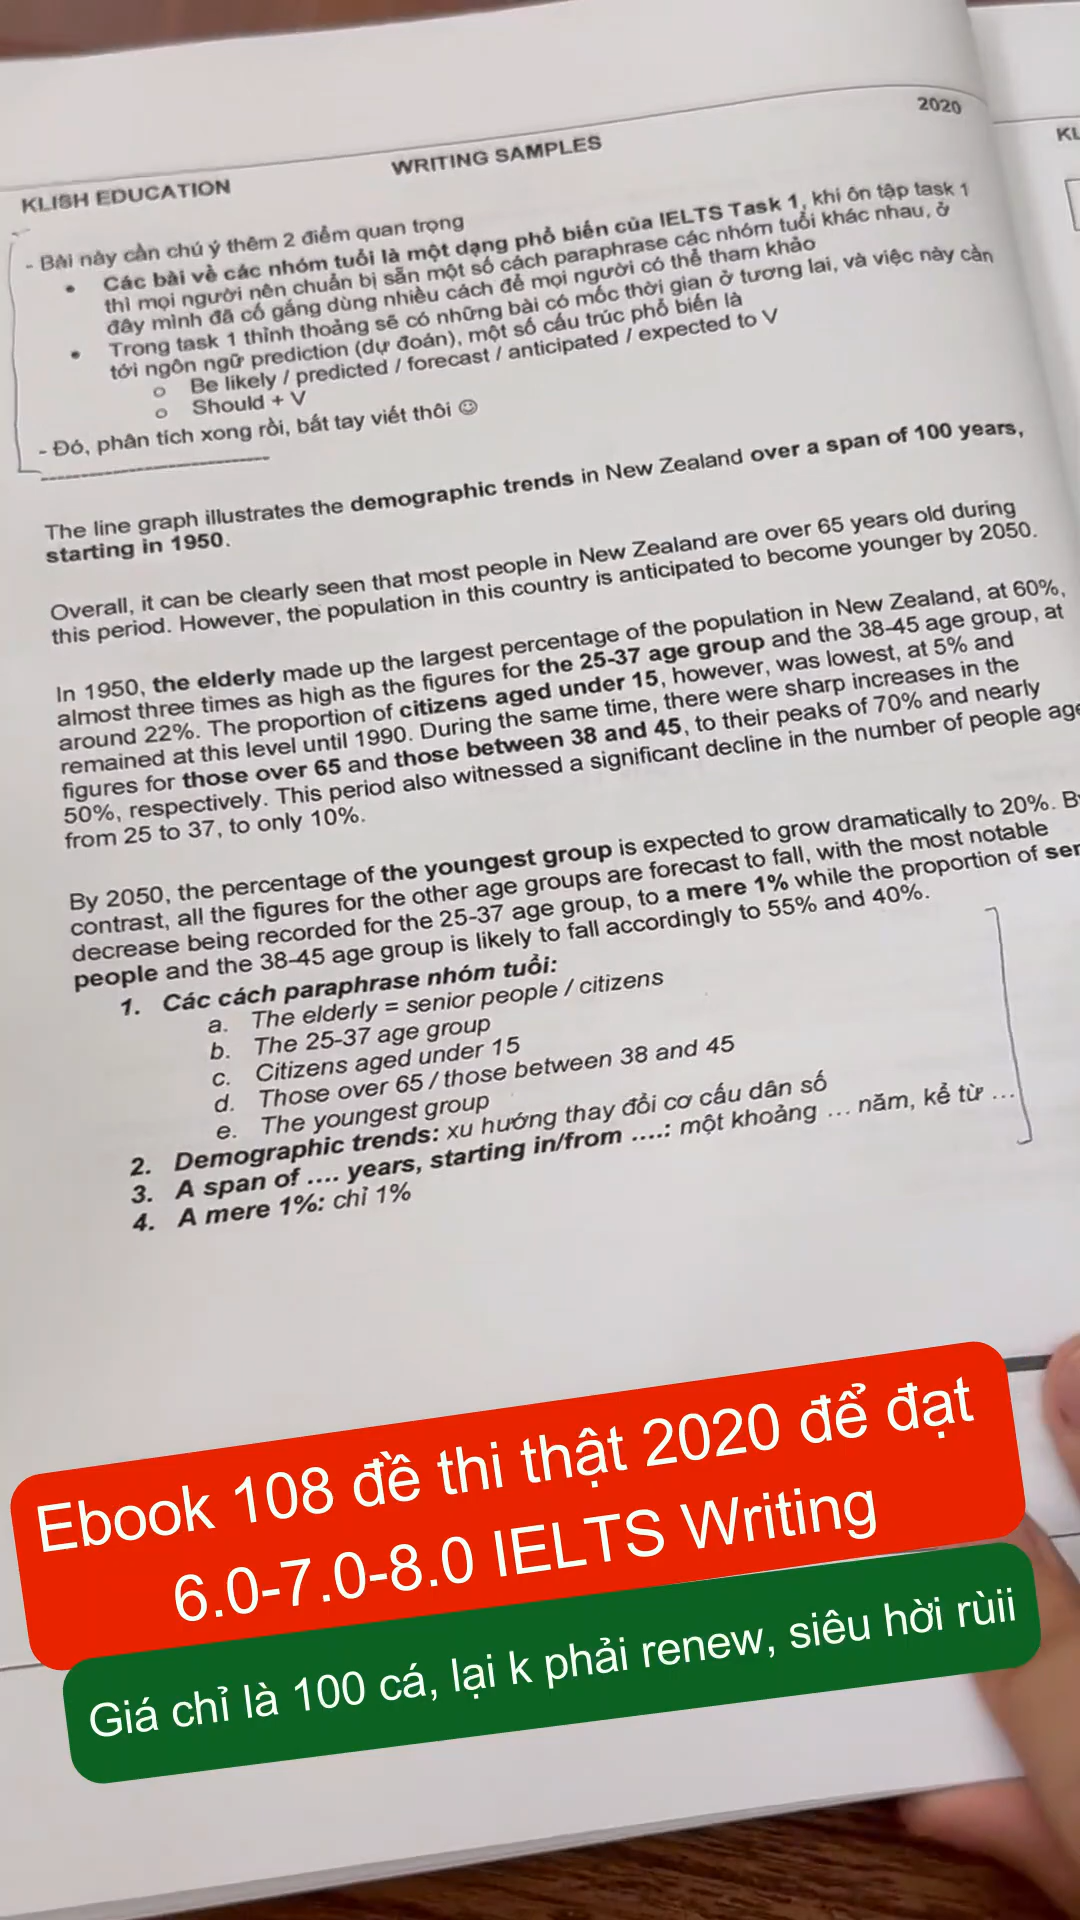 2020
KL
KLISH EDUCATION
WRITING SAMPLES
- Bài này cần chú ý thêm 2 điểm quan trọng
• Các bài về các nhóm tuổi là một dạng phổ biến của IELTS Task 1, khi ôn tập task 1
thì mọi người nên chuẩn bị sẵn một số cách paraphrase các nhóm tuổi khác nhau, ở
đây mình đã cố gắng dùng nhiều cách để mọi người có thể tham khảo
• Trong task 1 thỉnh thoảng sẽ có những bài có mốc thời gian ở tương lai, và việc này cần
tới ngôn ngữ prediction (dự đoán), một số cấu trúc phổ biến là
o Be likely / predicted / forecast / anticipated / expected to V
o Should + V
- Đó, phân tích xong rồi, bắt tay viết thôi ☺
The line graph illustrates the demographic trends in New Zealand over a span of 100 years,
starting in 1950.
Overall, it can be clearly seen that most people in New Zealand are over 65 years old during
this period. However, the population in this country is anticipated to become younger by 2050.
In 1950, the elderly made up the largest percentage of the population in New Zealand, at 60%,
almost three times as high as the figures for the 25-37 age group and the 38-45 age group, at
around 22%. The proportion of citizens aged under 15, however, was lowest, at 5% and
remained at this level until 1990. During the same time, there were sharp increases in the
figures for those over 65 and those between 38 and 45, to their peaks of 70% and nearly
50%, respectively. This period also witnessed a significant decline in the number of people age
from 25 to 37, to only 10%.
By 2050, the percentage of the youngest group is expected to grow dramatically to 20%. B
contrast, all the figures for the other age groups are forecast to fall, with the most notable
decrease being recorded for the 25-37 age group, to a mere 1% while the proportion of ser
people and the 38-45 age group is likely to fall accordingly to 55% and 40%.
1. Các cách paraphrase nhóm tuổi:
a. The elderly = senior people / citizens
b. The 25-37 age group
c. Citizens aged under 15
d. Those over 65 / those between 38 and 45
e. The youngest group
2. Demographic trends: xu hướng thay đổi cơ cấu dân số
3. A span of .... years, starting in/from ....: một khoảng ... năm, kể từ ...
4. A mere 1%: chỉ 1%
Ebook 108 đề thi thật 2020 để đạt
6.0-7.0-8.0 IELTS Writing
Giá chỉ là 100 cá, lại k phải renew, siêu hời rùii